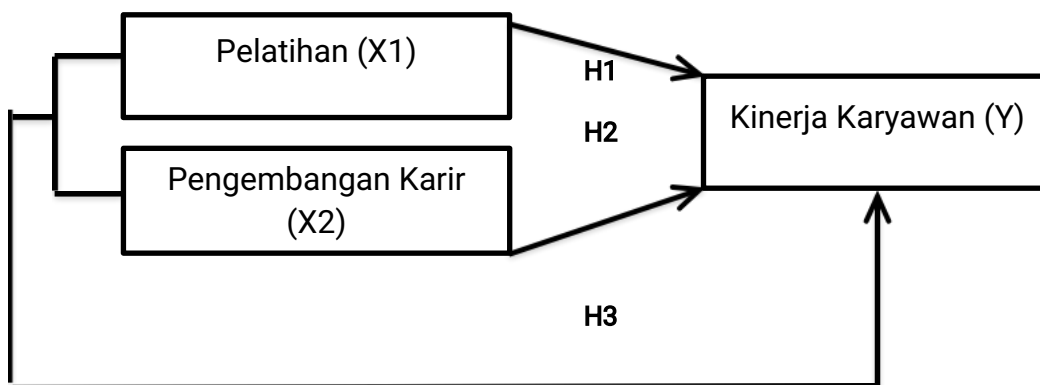 Pelatihan (X1)
H1
Kinerja Karyawan (Y)
H2
Pengembangan Karir
(X2)
H3